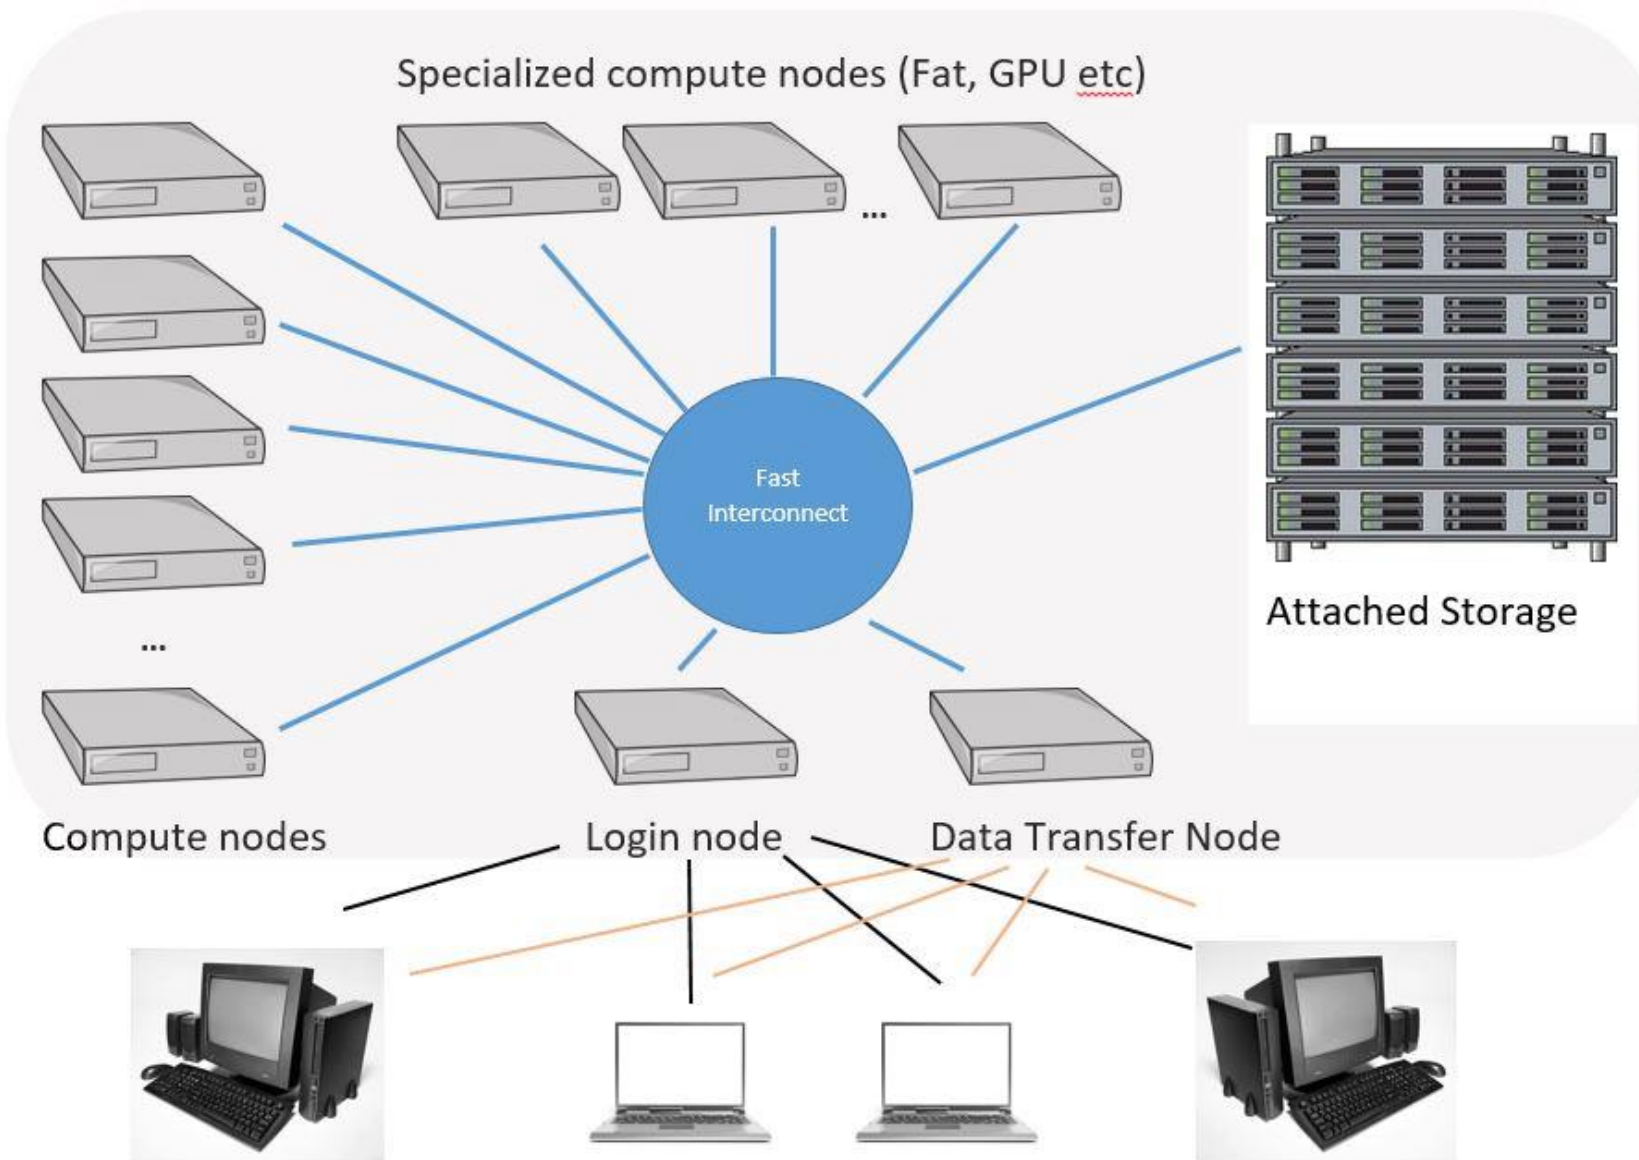 Specialized compute nodes (Fat, GPU etc)
...
Fast
Interconnect
Attached Storage
...
Compute nodes
Login node
Data Transfer Node